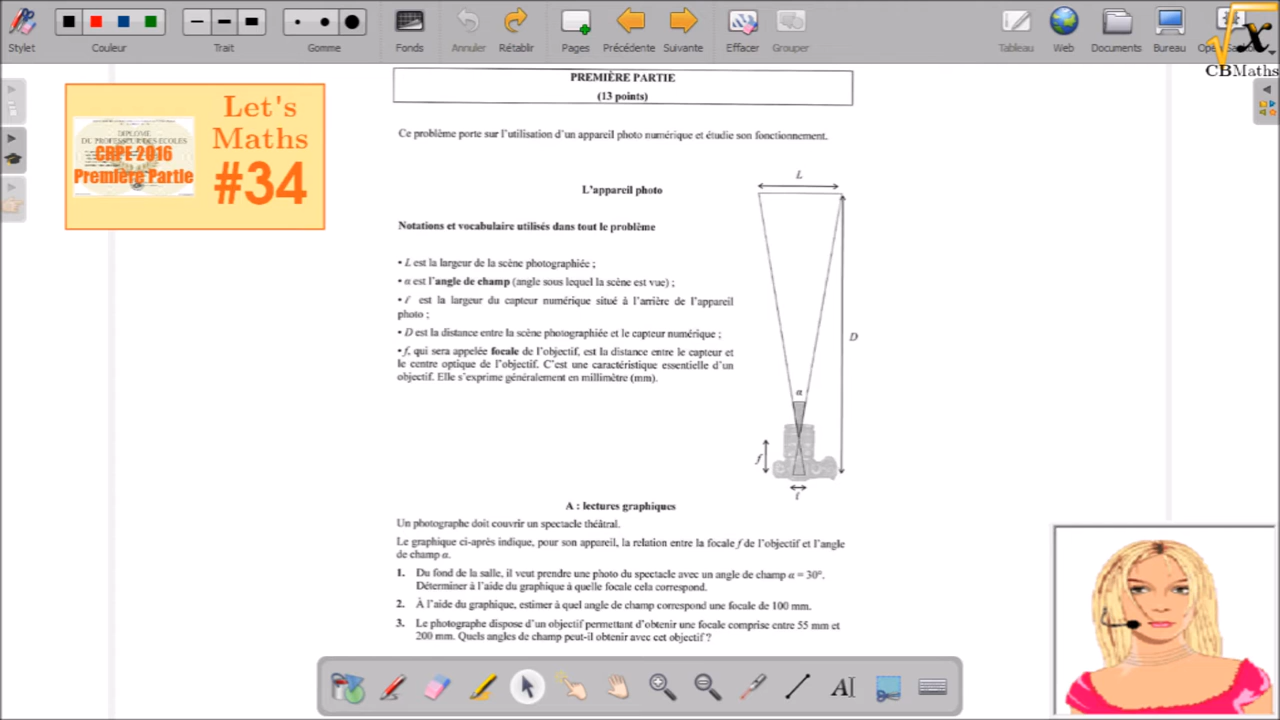 Stylet
Couleur
Trait
Gomme
Fonds
Annuler
Rétablir
Pages
Précédente
Suivante
Effacer
Grouper
Tableau
Web
Documents
Bureau
x
CBMaths
DIPLOME
DE PROFESSEUR DES ECOLES
CRPE 2016
Première Partie
Let's
Maths
#34
PREMIÈRE PARTIE
(13 points)
Ce problème porte sur l'utilisation d'un appareil photo numérique et étudie son fonctionnement.
L'appareil photo
Notations et vocabulaire utilisés dans tout le problème
• L est la largeur de la scène photographiée ;
• α est l'angle de champ (angle sous lequel la scène est vue) ;
• ℓ est la largeur du capteur numérique situé à l'arrière de l'appareil
photo ;
• D est la distance entre la scène photographiée et le capteur numérique ;
• f, qui sera appelée focale de l'objectif, est la distance entre le capteur et
le centre optique de l'objectif. C'est une caractéristique essentielle d'un
objectif. Elle s'exprime généralement en millimètre (mm).
L
D
α
f
ℓ
A : lectures graphiques
Un photographe doit couvrir un spectacle théâtral.
Le graphique ci-après indique, pour son appareil, la relation entre la focale f de l'objectif et l'angle
de champ α.
1. Du fond de la salle, il veut prendre une photo du spectacle avec un angle de champ α = 30°.
Déterminer à l'aide du graphique à quelle focale cela correspond.
2. À l'aide du graphique, estimer à quel angle de champ correspond une focale de 100 mm.
3. Le photographe dispose d'un objectif permettant d'obtenir une focale comprise entre 55 mm et
200 mm. Quels angles de champ peut-il obtenir avec cet objectif ?
AI